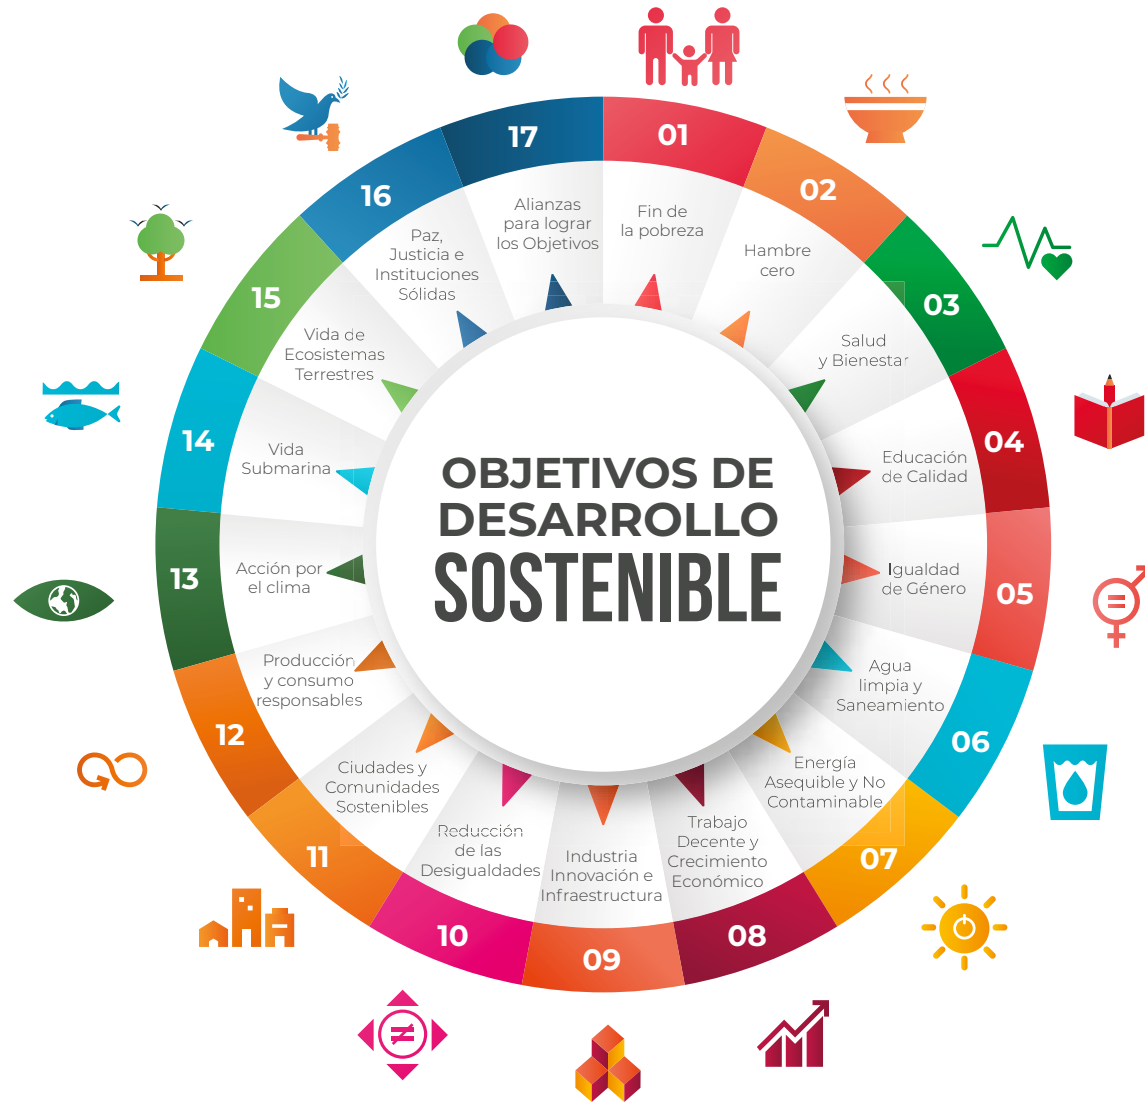 OBJETIVOS DE
DESARROLLO
SOSTENIBLE
01
Fin de
la pobreza
02
Hambre
cero
03
Salud
y Bienestar
04
Educación
de Calidad
05
Igualdad
de Género
06
Agua
limpia y
Saneamiento
07
Energía
Asequible y No
Contaminable
08
Trabajo
Decente y
Crecimiento
Económico
09
Industria
Innovación e
Infraestructura
10
Reducción
de las
Desigualdades
11
Ciudades y
Comunidades
Sostenibles
12
Producción
y consumo
responsables
13
Acción por
el clima
14
Vida
Submarina
15
Vida de
Ecosistemas
Terrestres
16
Paz,
Justicia e
Instituciones
Sólidas
17
Alianzas
para lograr
los Objetivos